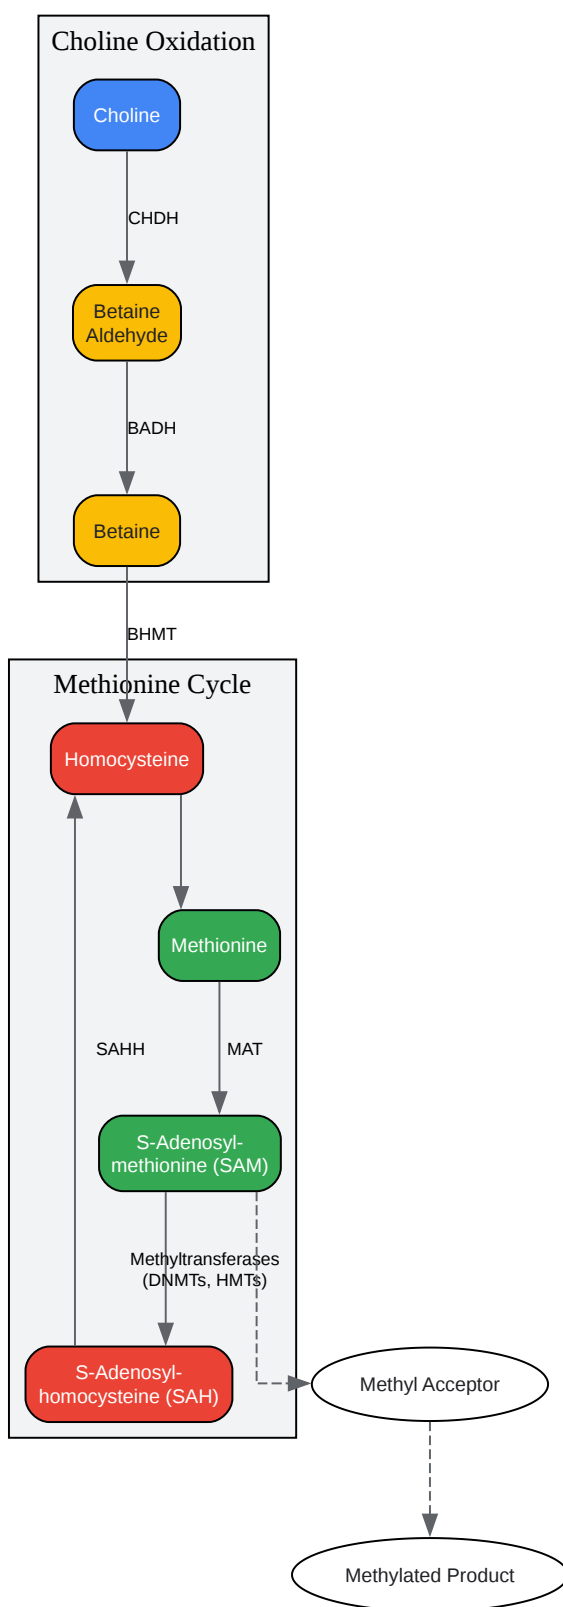 Choline Oxidation
Choline
CHDH
Betaine
Aldehyde
BADH
Betaine
BHMT
Methionine Cycle
Homocysteine
Methionine
SAHH
MAT
S-Adenosyl-
methionine (SAM)
Methyltransferases
(DNMTs, HMTs)
S-Adenosyl-
homocysteine (SAH)
Methyl Acceptor
Methylated Product